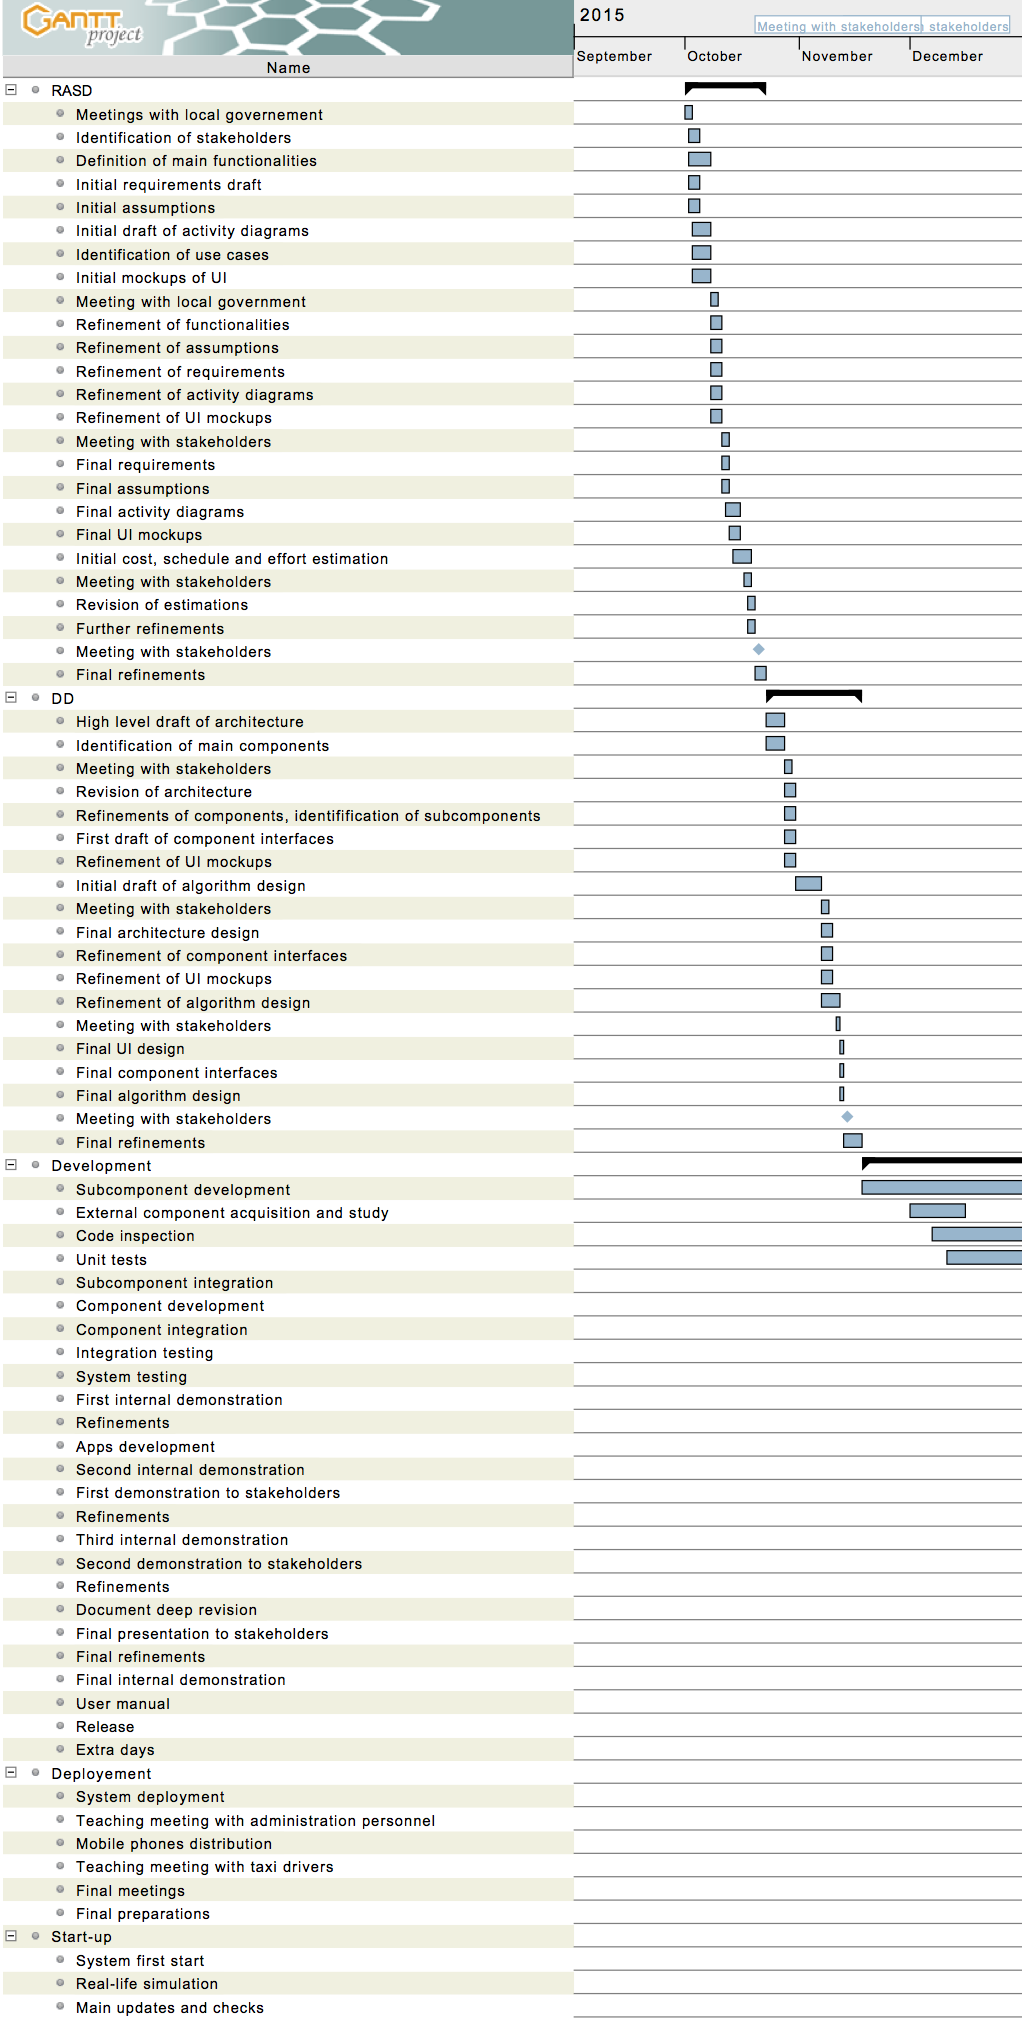 GANTT
project
2015
Meeting with stakeholders stakeholders
September October November December
Name
RASD
Meetings with local governement
Identification of stakeholders
Definition of main functionalities
Initial requirements draft
Initial assumptions
Initial draft of activity diagrams
Identification of use cases
Initial mockups of UI
Meeting with local government
Refinement of functionalities
Refinement of assumptions
Refinement of requirements
Refinement of activity diagrams
Refinement of UI mockups
Meeting with stakeholders
Final requirements
Final assumptions
Final activity diagrams
Final UI mockups
Initial cost, schedule and effort estimation
Meeting with stakeholders
Revision of estimations
Further refinements
Meeting with stakeholders
Final refinements
DD
High level draft of architecture
Identification of main components
Meeting with stakeholders
Revision of architecture
Refinements of components, identifification of subcomponents
First draft of component interfaces
Refinement of UI mockups
Initial draft of algorithm design
Meeting with stakeholders
Final architecture design
Refinement of component interfaces
Refinement of UI mockups
Refinement of algorithm design
Meeting with stakeholders
Final UI design
Final component interfaces
Final algorithm design
Meeting with stakeholders
Final refinements
Development
Subcomponent development
External component acquisition and study
Code inspection
Unit tests
Subcomponent integration
Component development
Component integration
Integration testing
System testing
First internal demonstration
Refinements
Apps development
Second internal demonstration
First demonstration to stakeholders
Refinements
Third internal demonstration
Second demonstration to stakeholders
Refinements
Document deep revision
Final presentation to stakeholders
Final refinements
Final internal demonstration
User manual
Release
Extra days
Deployement
System deployment
Teaching meeting with administration personnel
Mobile phones distribution
Teaching meeting with taxi drivers
Final meetings
Final preparations
Start-up
System first start
Real-life simulation
Main updates and checks